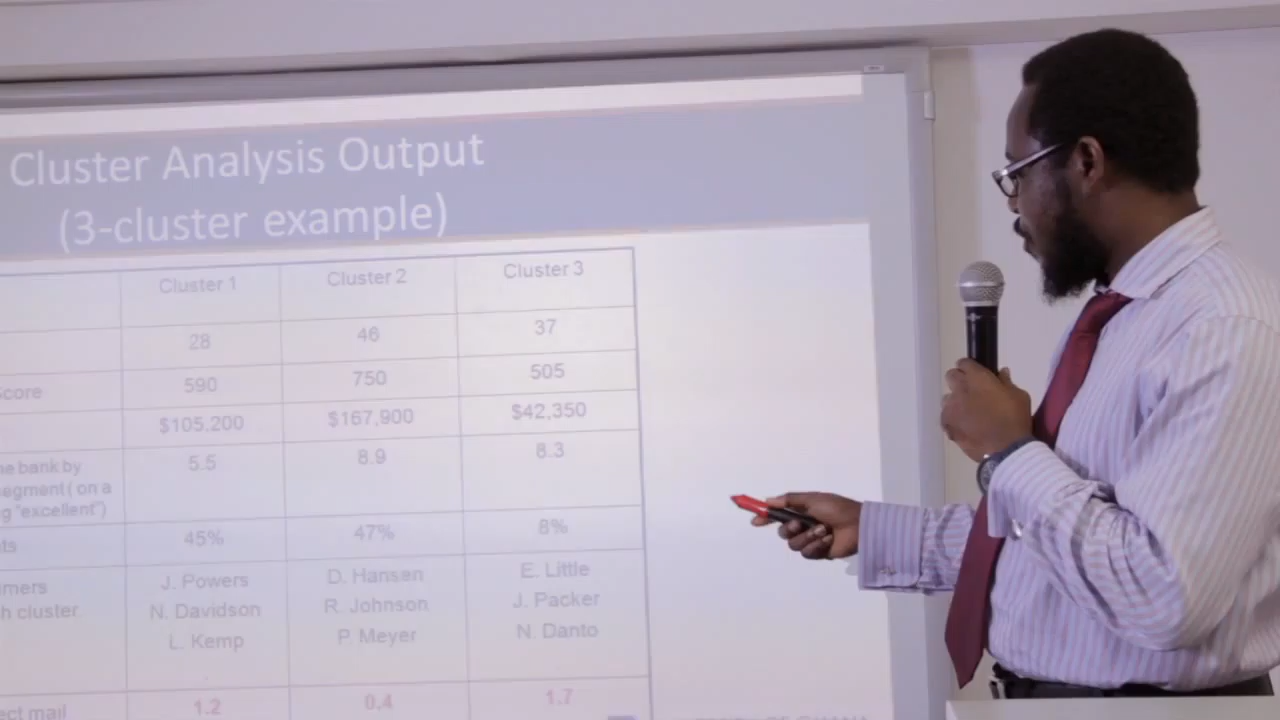 Cluster Analysis Output
(3-cluster example)
Cluster 1 Cluster 2 Cluster 3
28 46 37
Score 590 750 505
$105,200 $167,900 $42,350
he bank by 5.5 8.9 8.3
egment ( on a
g "excellent")
ts 45% 47% 8%
mers J. Powers D. Hansen E. Little
h cluster N. Davidson R. Johnson J. Packer
L. Kemp P. Meyer N. Danto
ect mail 1.2 0.4 1.7